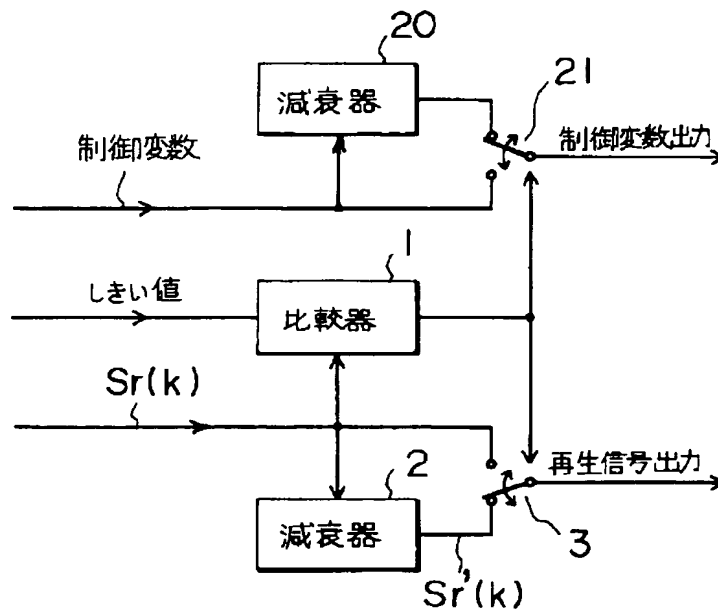 20
減衰器
21
制御変数
制御変数出力
1
しきい値
比較器
Sr(k)
2
再生信号出力
減衰器
3
Sr'(k)